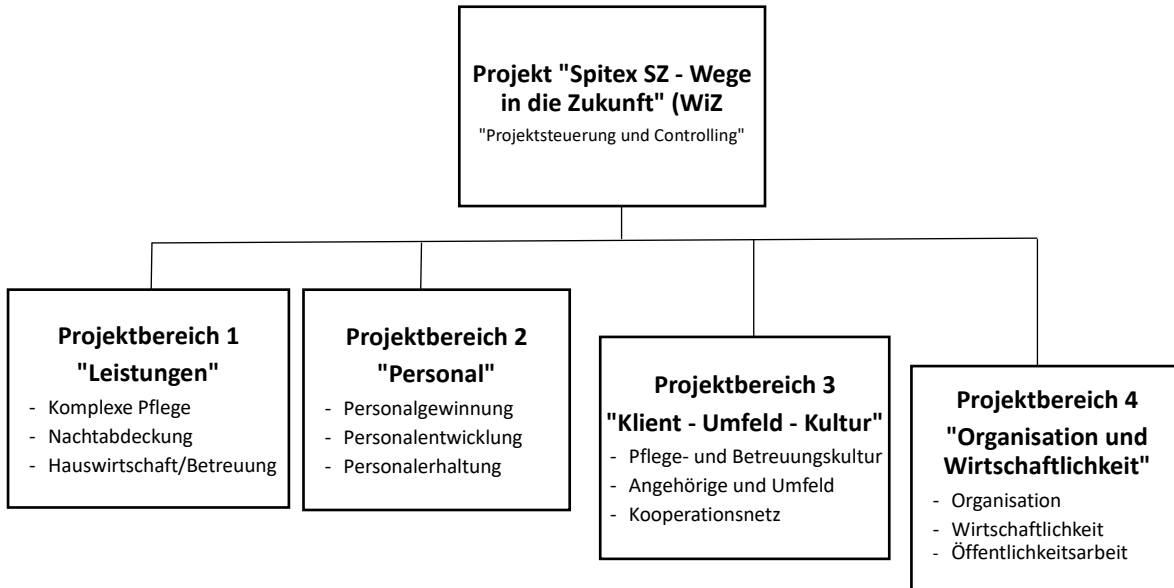 Projekt "Spitex SZ - Wege
in die Zukunft" (WiZ
"Projektsteuerung und Controlling"
Projektbereich 1
"Leistungen"
- Komplexe Pflege
- Nachtabdeckung
- Hauswirtschaft/Betreuung
Projektbereich 2
"Personal"
- Personalgewinnung
- Personalentwicklung
- Personalerhaltung
Projektbereich 3
"Klient - Umfeld - Kultur"
- Pflege- und Betreuungskultur
- Angehörige und Umfeld
- Kooperationsnetz
Projektbereich 4
"Organisation und
Wirtschaftlichkeit"
- Organisation
- Wirtschaftlichkeit
- Öffentlichkeitsarbeit